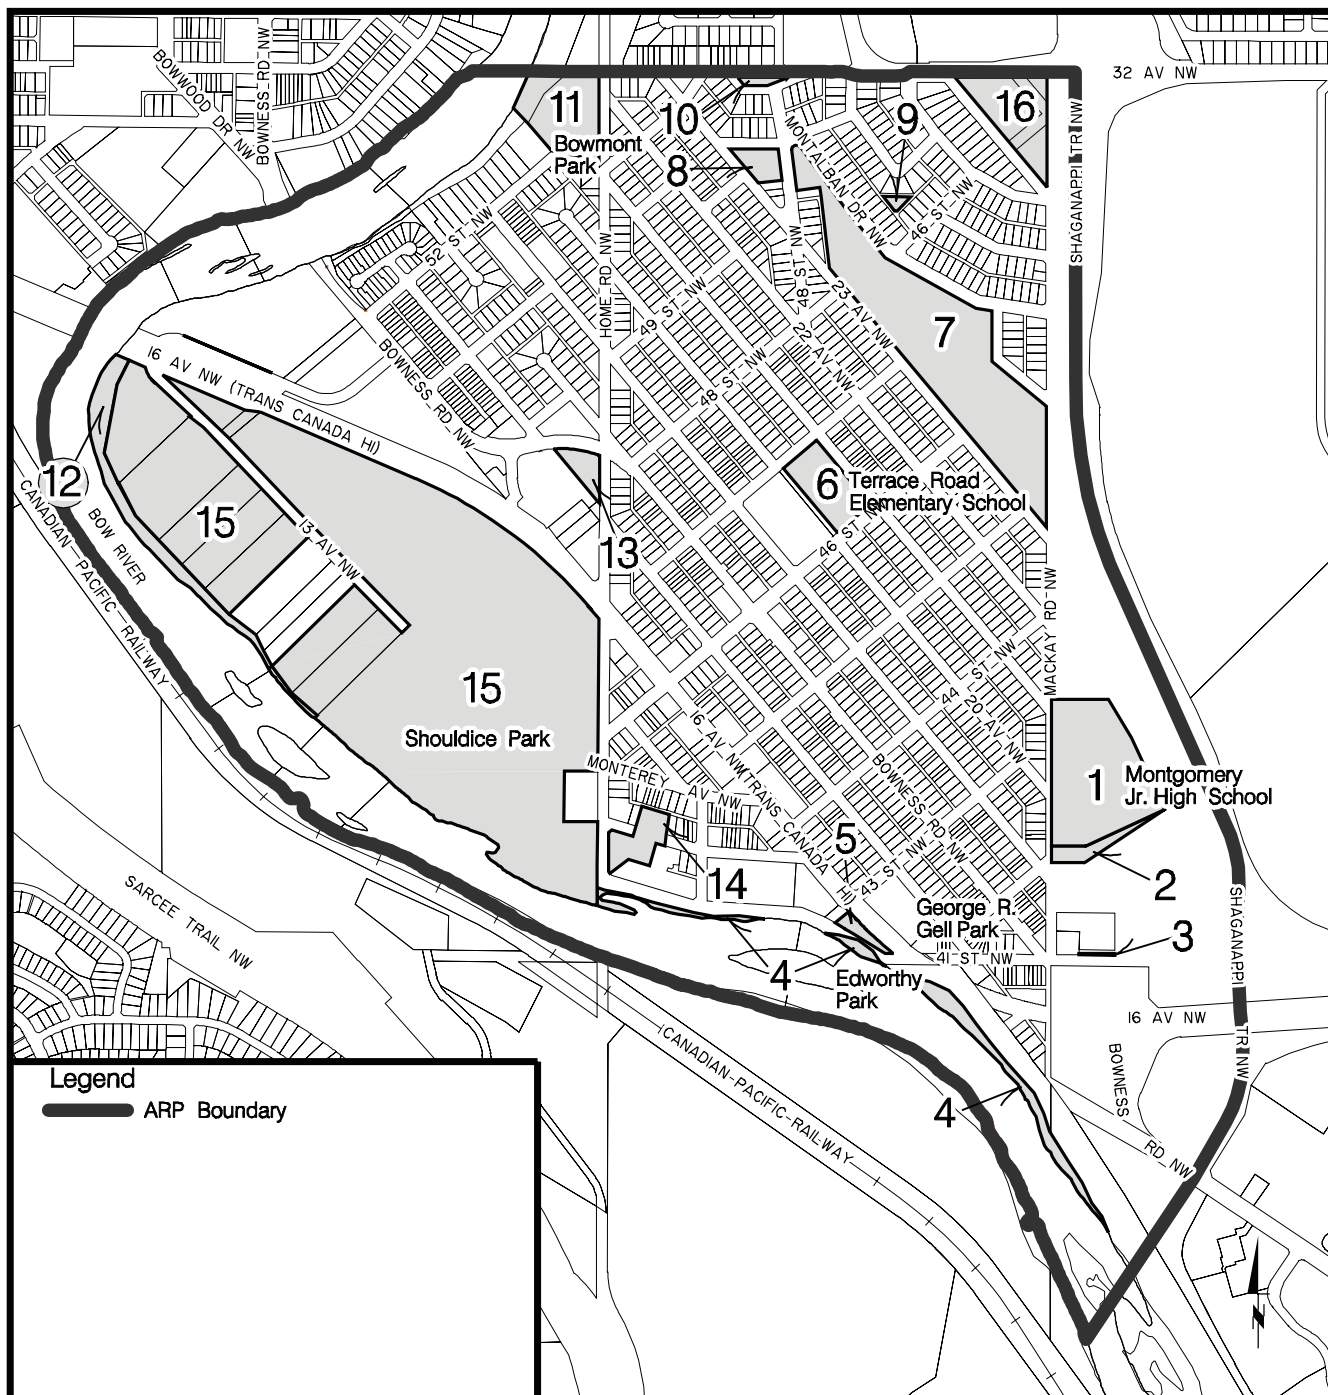 32 AV NW
BOWWOOD DR NW
BOWNESS RD NW
11
Bowmont
Park
10
9
16
8
MONTALBAN DR NW
46 ST NW
SHAGANAPPI TR NW
52 ST NW
HOME RD NW
49 ST NW
48 ST NW
23 AV NW
22 AV NW
7
16 AV NW (TRANS CANADA HI)
BOWNESS RD NW
48 ST NW
12
CANADIAN PACIFIC RAILWAY
BOW RIVER
15
13 AV NW
13
6
Terrace Road
Elementary School
46 ST NW
MACKAY RD NW
15
Shouldice Park
44 ST NW
20 AV NW
16 AV NW (TRANS CANADA HI)
MONTEREY AV NW
BOWNESS RD NW
1
Montgomery
Jr. High School
5
43 ST NW
14
2
SARCEE TRAIL NW
George R.
Gell Park
3
41 ST NW
4
Edworthy
Park
SHAGANAPPI TR NW
16 AV NW
CANADIAN PACIFIC RAILWAY
4
BOWNESS
RD NW
Legend
ARP Boundary
N